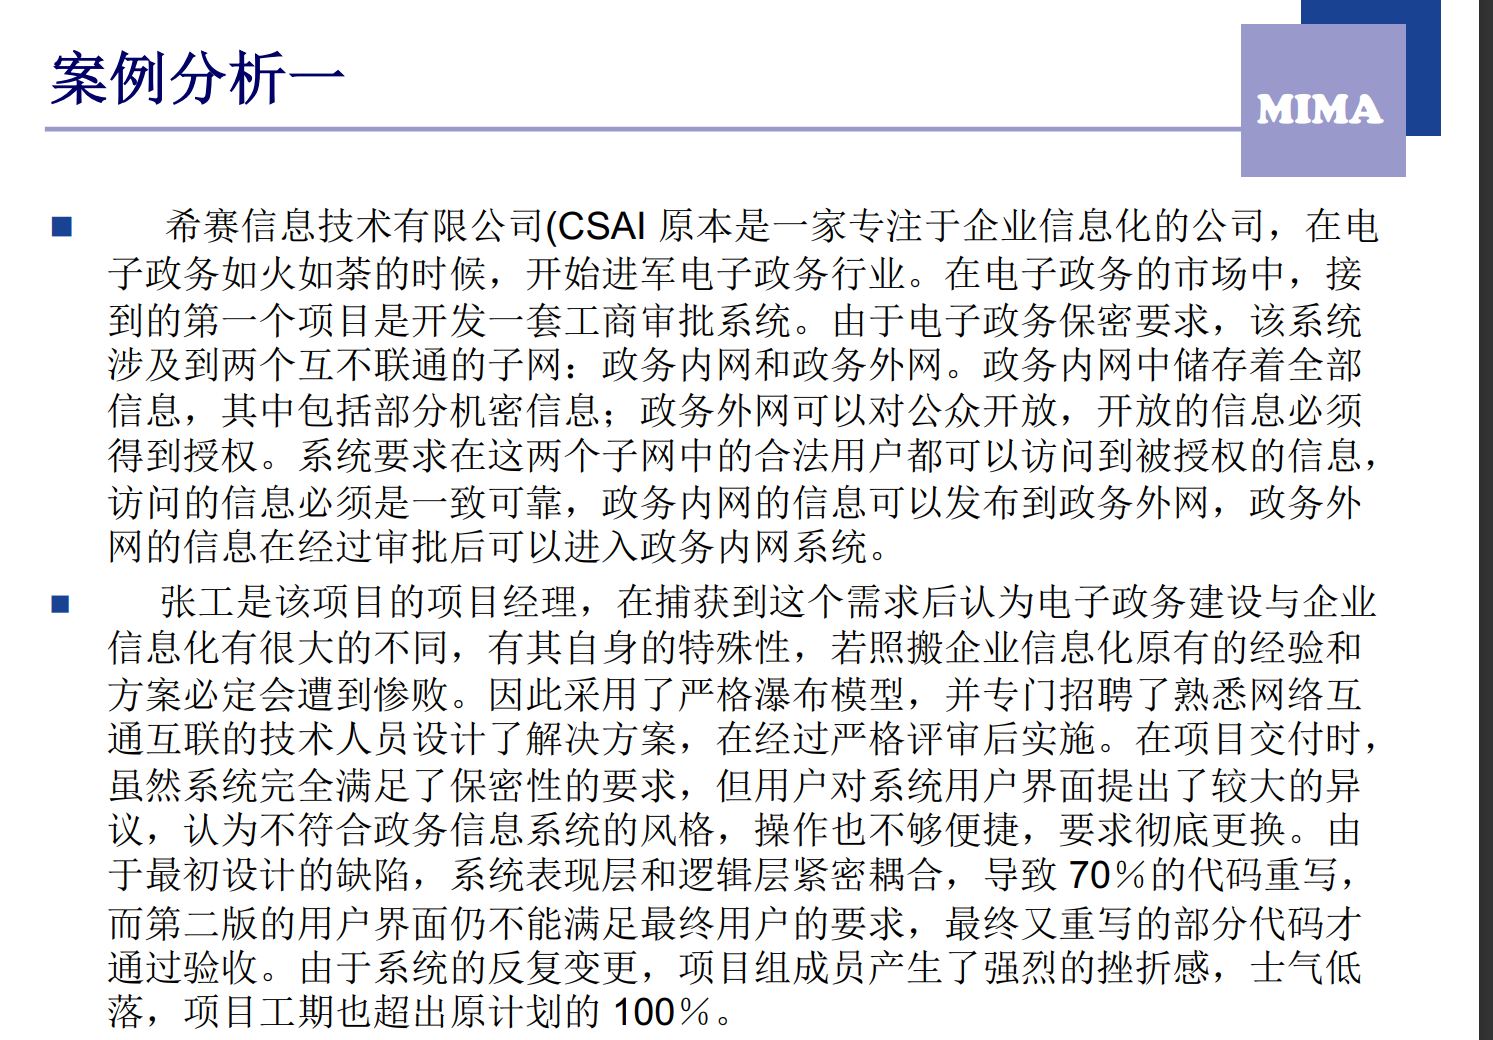 案例分析一
MIMA
希赛信息技术有限公司(CSAI 原本是一家专注于企业信息化的公司，在电
子政务如火如荼的时候，开始进军电子政务行业。在电子政务的市场中，接
到的第一个项目是开发一套工商审批系统。由于电子政务保密要求，该系统
涉及到两个互不联通的子网：政务内网和政务外网。政务内网中储存着全部
信息，其中包括部分机密信息；政务外网可以对公众开放，开放的信息必须
得到授权。系统要求在这两个子网中的合法用户都可以访问到被授权的信息，
访问的信息必须是一致可靠，政务内网的信息可以发布到政务外网，政务外
网的信息在经过审批后可以进入政务内网系统。
张工是该项目的项目经理，在捕获到这个需求后认为电子政务建设与企业
信息化有很大的不同，有其自身的特殊性，若照搬企业信息化原有的经验和
方案必定会遭到惨败。因此采用了严格瀑布模型，并专门招聘了熟悉网络互
通互联的技术人员设计了解决方案，在经过严格评审后实施。在项目交付时，
虽然系统完全满足了保密性的要求，但用户对系统用户界面提出了较大的异
议，认为不符合政务信息系统的风格，操作也不够便捷，要求彻底更换。由
于最初设计的缺陷，系统表现层和逻辑层紧密耦合，导致 70％的代码重写，
而第二版的用户界面仍不能满足最终用户的要求，最终又重写的部分代码才
通过验收。由于系统的反复变更，项目组成员产生了强烈的挫折感，士气低
落，项目工期也超出原计划的 100％。